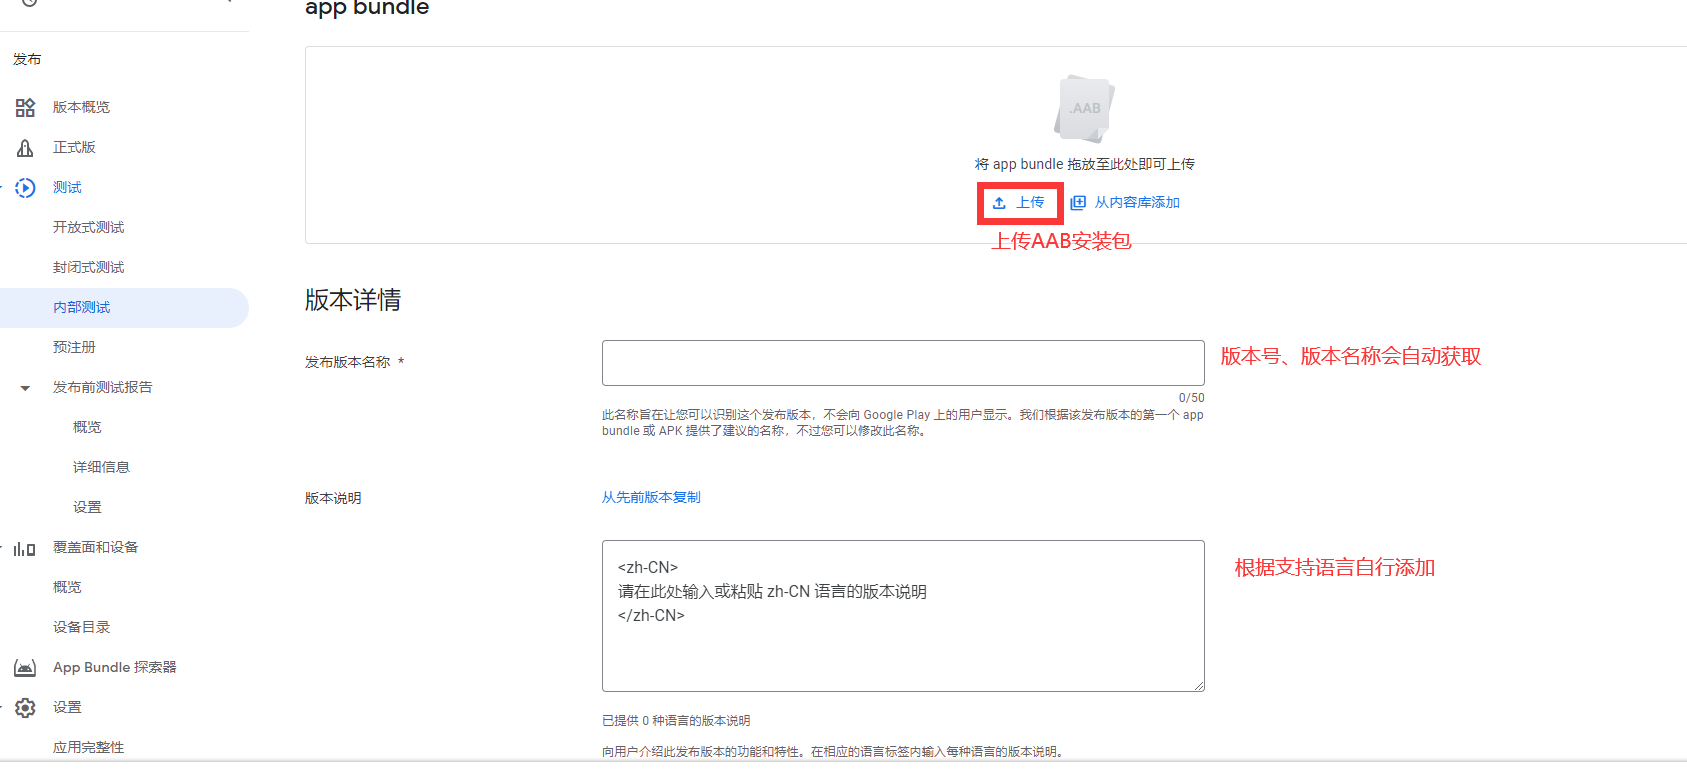 app bundle
发布
版本概览
正式版
测试
开放式测试
封闭式测试
内部测试
预注册
发布前测试报告
概览
详细信息
设置
覆盖面和设备
概览
设备目录
App Bundle 探索器
设置
应用完整性
.AAB
将 app bundle 拖放至此处即可上传
上传
从内容库添加
上传AAB安装包
版本详情
发布版本名称 *
版本号、版本名称会自动获取
0/50
此名称旨在让您可以识别这个发布版本，不会向 Google Play 上的用户显示。我们根据该发布版本的第一个 app
bundle 或 APK 提供了建议的名称，不过您可以修改此名称。
版本说明
从先前版本复制
<zh-CN>
请在此处输入或粘贴 zh-CN 语言的版本说明
</zh-CN>
根据支持语言自行添加
已提供 0 种语言的版本说明
向用户介绍此发布版本的功能和特性。在相应的语言标签内输入每种语言的版本说明。